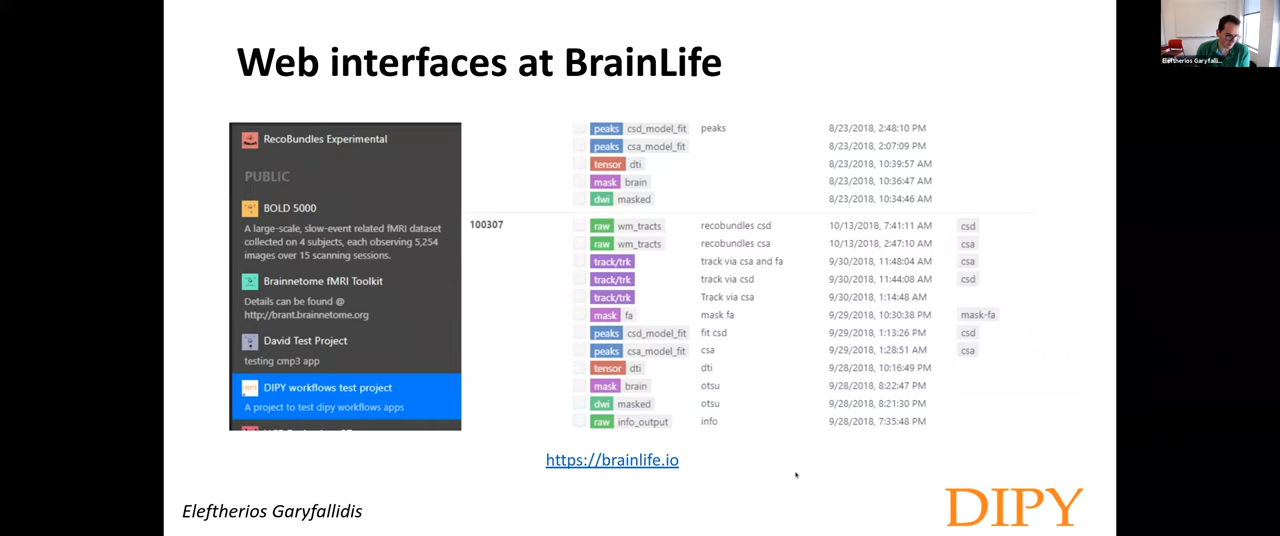 Web interfaces at BrainLife
Eleftherios Garyfalli...
RecoBundles Experimental
PUBLIC
BOLD 5000
A large-scale, slow-event related fMRI dataset
collected on 4 subjects, each observing 5,254
images over 15 scanning sessions.
Brainnetome fMRI Toolkit
Details can be found @
http://brant.brainnetome.org
David Test Project
testing cmp3 app
DIPY workflows test project
A project to test dipy workflows apps
peaks csd_model_fit peaks 8/23/2018, 2:48:10 PM
peaks csa_model_fit 8/23/2018, 2:07:09 PM
tensor dti 8/23/2018, 10:39:57 AM
mask brain 8/23/2018, 10:36:47 AM
dwi masked 8/23/2018, 10:34:46 AM
100307 raw wm_tracts recobundles csd 10/13/2018, 7:41:11 AM csd
raw wm_tracts recobundles csa 10/13/2018, 2:47:10 AM csa
track/trk track via csa and fa 9/30/2018, 11:48:04 AM csa
track/trk track via csd 9/30/2018, 11:44:08 AM csd
track/trk Track via csa 9/30/2018, 1:14:48 AM
mask fa mask fa 9/29/2018, 10:30:38 PM mask-fa
peaks csd_model_fit fit csd 9/29/2018, 1:13:26 PM csd
peaks csa_model_fit csa 9/29/2018, 1:28:51 AM csa
tensor dti dti 9/28/2018, 10:16:49 PM
mask brain otsu 9/28/2018, 8:22:47 PM
dwi masked otsu 9/28/2018, 8:21:30 PM
raw info_output info 9/28/2018, 7:35:48 PM
https://brainlife.io
Eleftherios Garyfallidis
DIPY